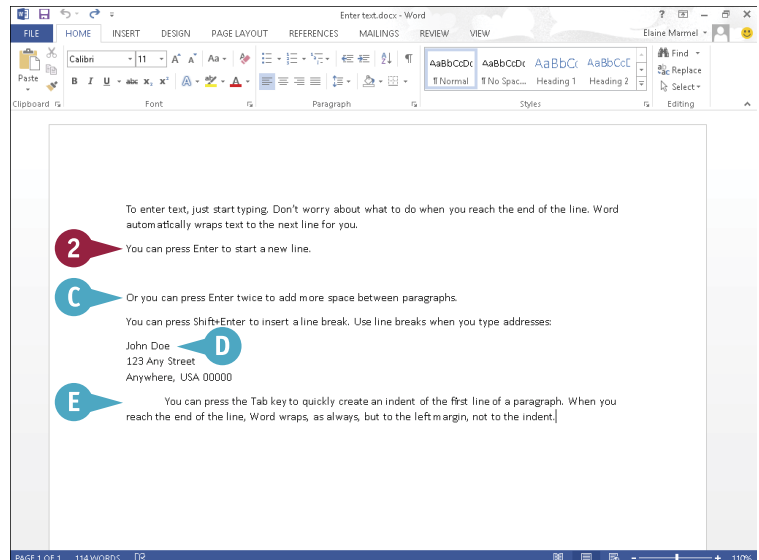 Enter text.docx - Word
FILE HOME INSERT DESIGN PAGE LAYOUT REFERENCES MAILINGS REVIEW VIEW Elaine Marmel
Calibri 11 A A Aa ¶ AaBbCcDc AaBbCcDc AaBbCc AaBbCcD Find
Replace
Paste B I U abc x₂ x² A A ¶ Normal ¶ No Spac... Heading 1 Heading 2 Select
Clipboard Font Paragraph Styles Editing
To enter text, just start typing. Don't worry about what to do when you reach the end of the line. Word
automatically wraps text to the next line for you.
2 You can press Enter to start a new line.
C Or you can press Enter twice to add more space between paragraphs.
You can press Shift+Enter to insert a line break. Use line breaks when you type addresses:
John Doe D
123 Any Street
Anywhere, USA 00000
E You can press the Tab key to quickly create an indent of the first line of a paragraph. When you
reach the end of the line, Word wraps, as always, but to the left margin, not to the indent.
PAGE 1 OF 1 114 WORDS 110%